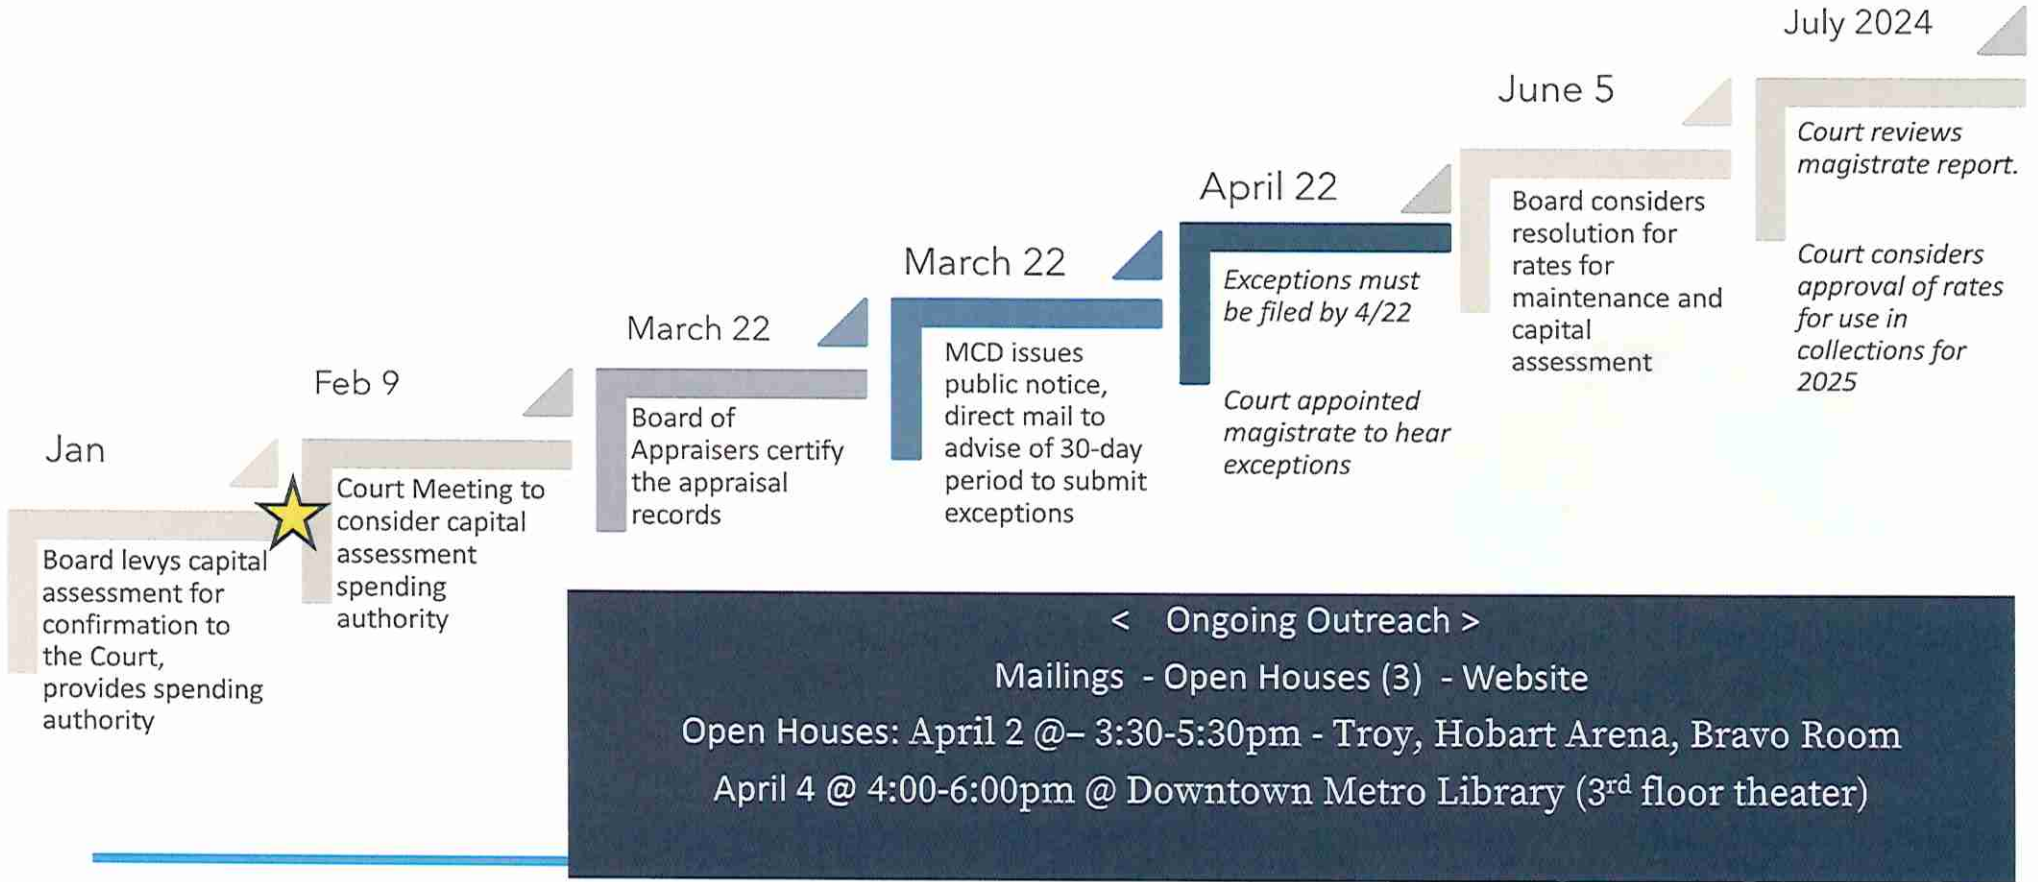 Jan
Board levys capital
assessment for
confirmation to
the Court,
provides spending
authority
Feb 9
Court Meeting to
consider capital
assessment
spending
authority
March 22
Board of
Appraisers certify
the appraisal
records
March 22
MCD issues
public notice,
direct mail to
advise of 30-day
period to submit
exceptions
April 22
Exceptions must
be filed by 4/22
Court appointed
magistrate to hear
exceptions
June 5
Board considers
resolution for
rates for
maintenance and
capital
assessment
July 2024
Court reviews
magistrate report.
Court considers
approval of rates
for use in
collections for
2025
< Ongoing Outreach >
Mailings - Open Houses (3) - Website
Open Houses: April 2 @– 3:30-5:30pm - Troy, Hobart Arena, Bravo Room
April 4 @ 4:00-6:00pm @ Downtown Metro Library (3rd floor theater)